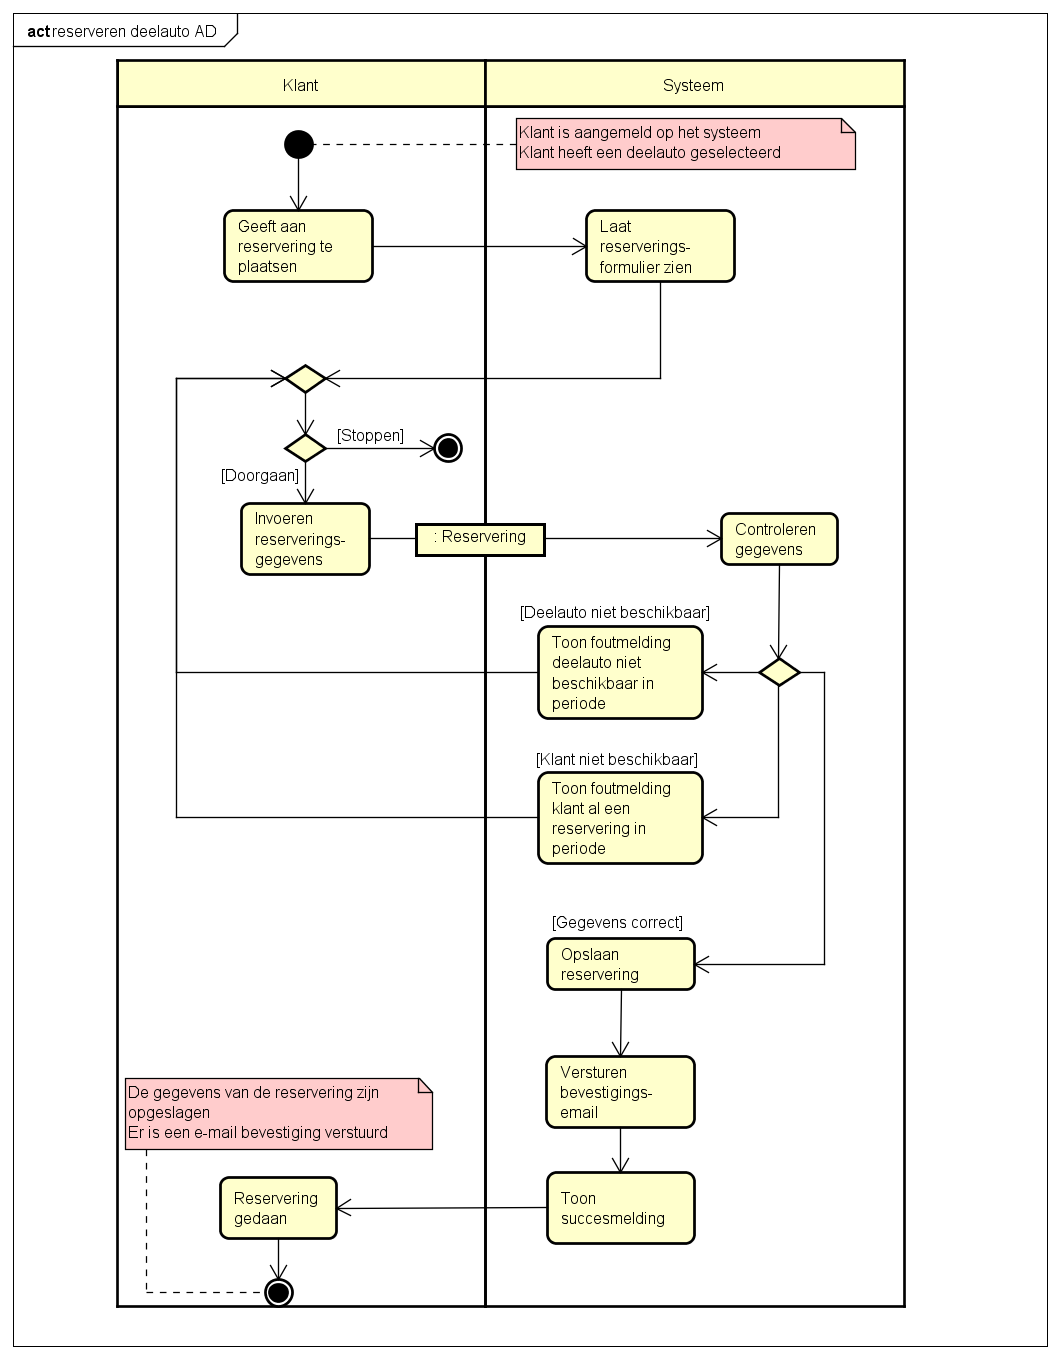 act reserveren deelauto AD
Klant
Systeem
Klant is aangemeld op het systeem
Klant heeft een deelauto geselecteerd
Geeft aan
reservering te
plaatsen
Laat
reserverings-
formulier zien
[Stoppen]
[Doorgaan]
Invoeren
reserverings-
gegevens
: Reservering
Controleren
gegevens
[Deelauto niet beschikbaar]
Toon foutmelding
deelauto niet
beschikbaar in
periode
[Klant niet beschikbaar]
Toon foutmelding
klant al een
reservering in
periode
[Gegevens correct]
Opslaan
reservering
Versturen
bevestigings-
email
De gegevens van de reservering zijn
opgeslagen
Er is een e-mail bevestiging verstuurd
Reservering
gedaan
Toon
succesmelding